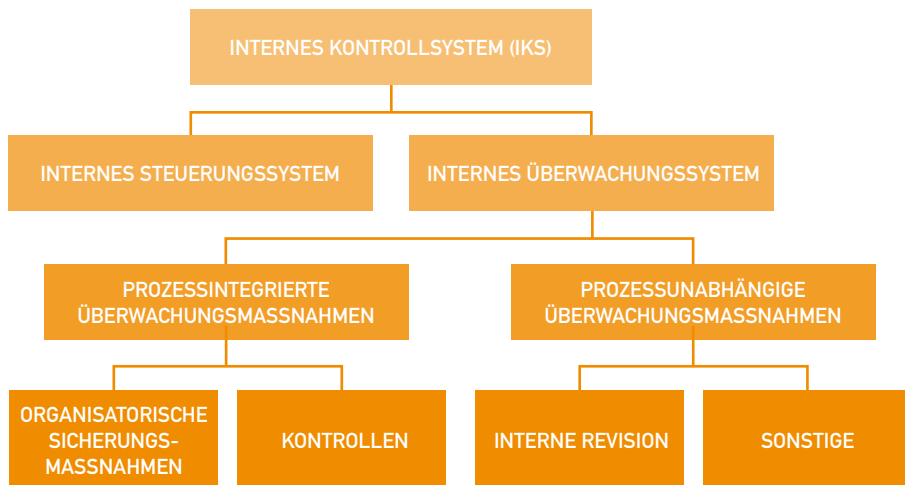 INTERNES KONTROLLSYSTEM (IKS)
INTERNES STEUERUNGSSYSTEM
INTERNES ÜBERWACHUNGSSYSTEM
PROZESSINTEGRIERTE
ÜBERWACHUNGSMASSNAHMEN
PROZESSUNABHÄNGIGE
ÜBERWACHUNGSMASSNAHMEN
ORGANISATORISCHE
SICHERUNGS-
MASSNAHMEN
KONTROLLEN
INTERNE REVISION
SONSTIGE